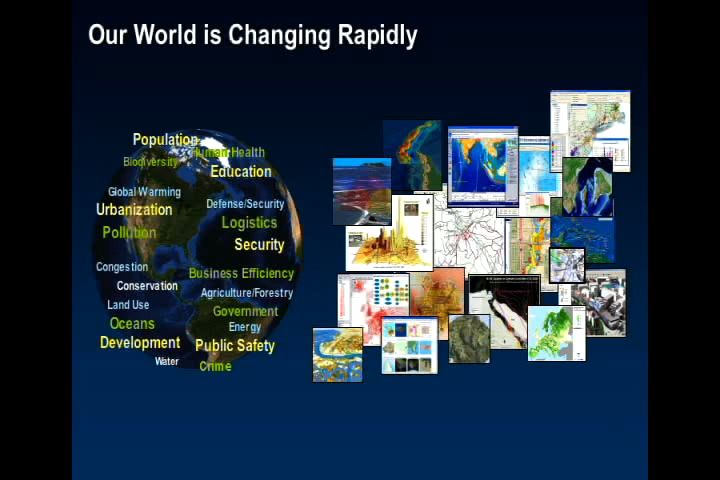 Our World is Changing Rapidly
Population
Human Health
Biodiversity
Education
Global Warming
Defense/Security
Urbanization
Logistics
Pollution
Security
Congestion
Business Efficiency
Conservation
Agriculture/Forestry
Land Use
Government
Oceans
Energy
Development
Public Safety
Water
Crime